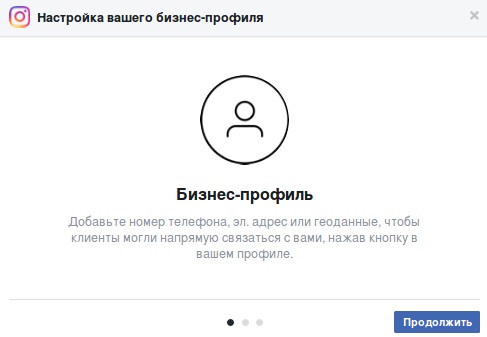 Настройка вашего бизнес-профиля
Бизнес-профиль
Добавьте номер телефона, эл. адрес или геоданные, чтобы
клиенты могли напрямую связаться с вами, нажав кнопку в
вашем профиле.
Продолжить